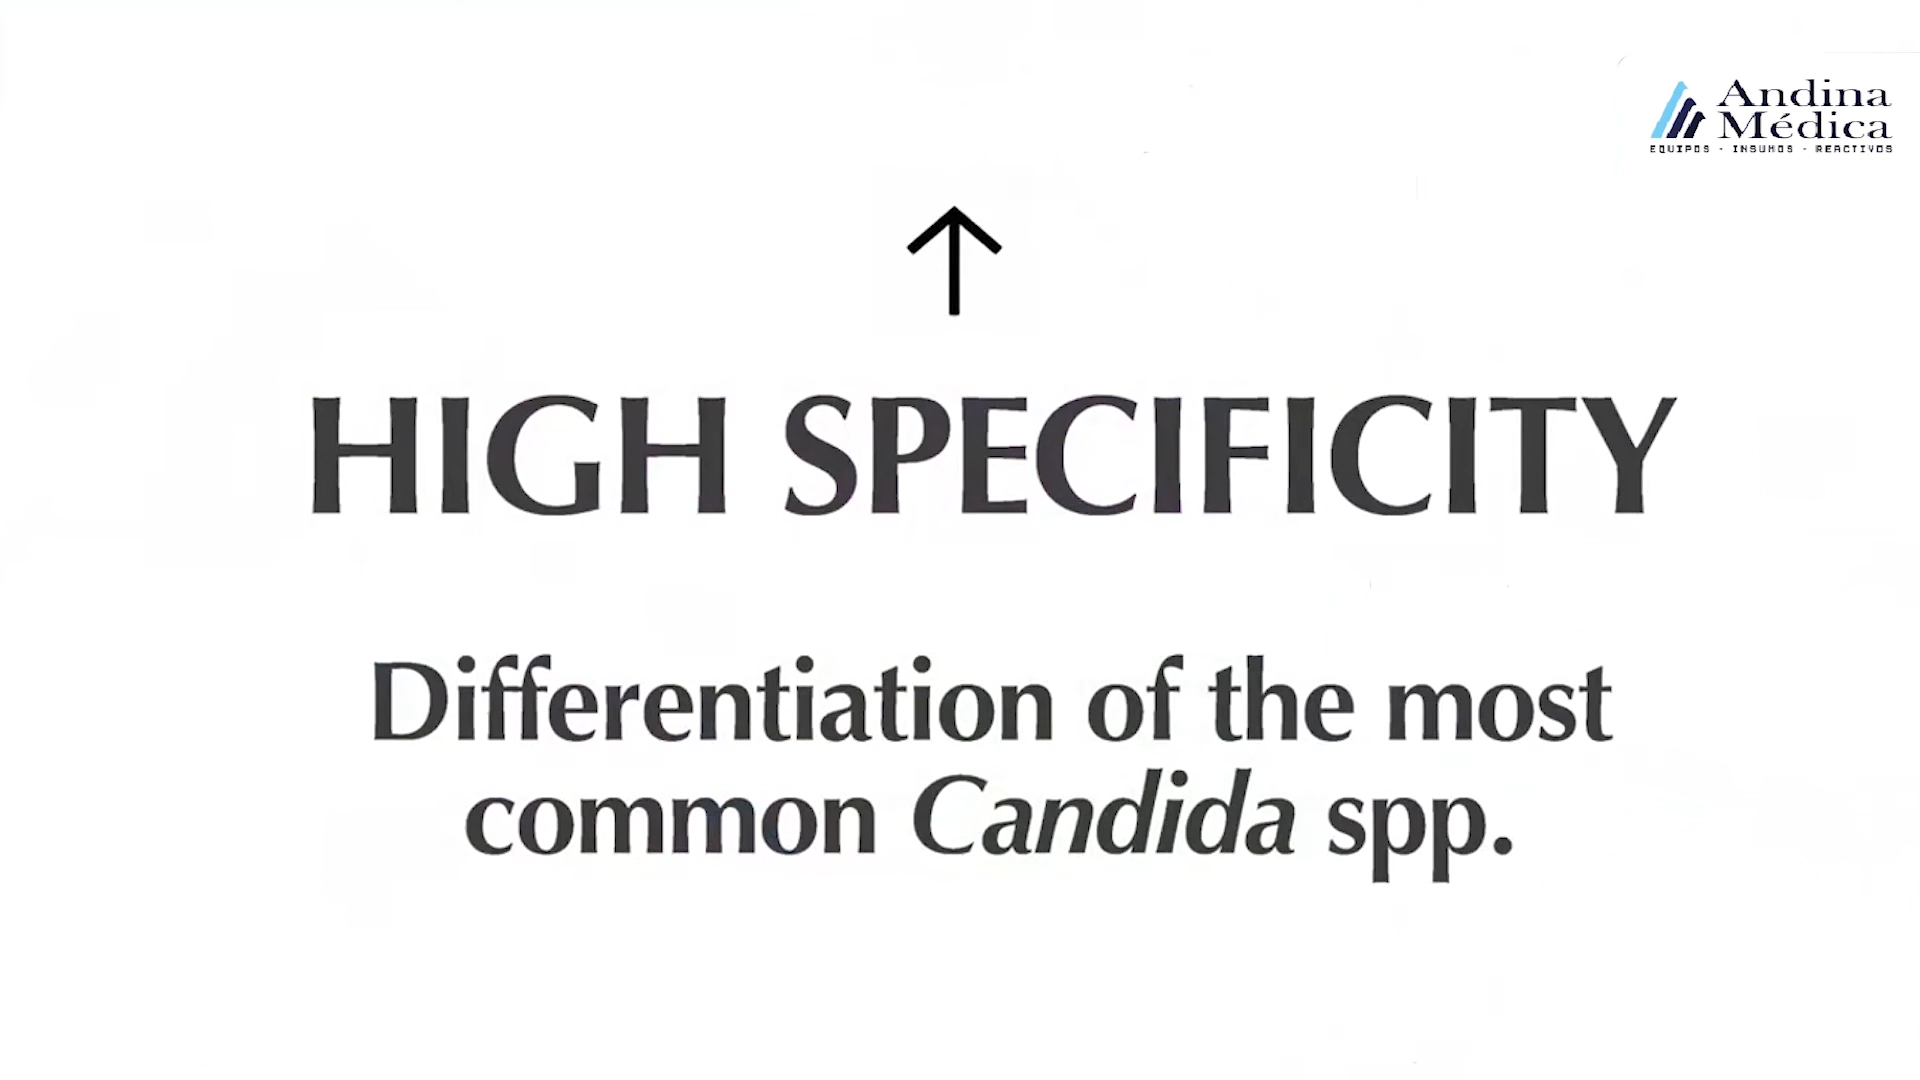 Andina
Médica
EQUIPOS - INSUMOS - REACTIVOS
HIGH SPECIFICITY
Differentiation of the most
common Candida spp.